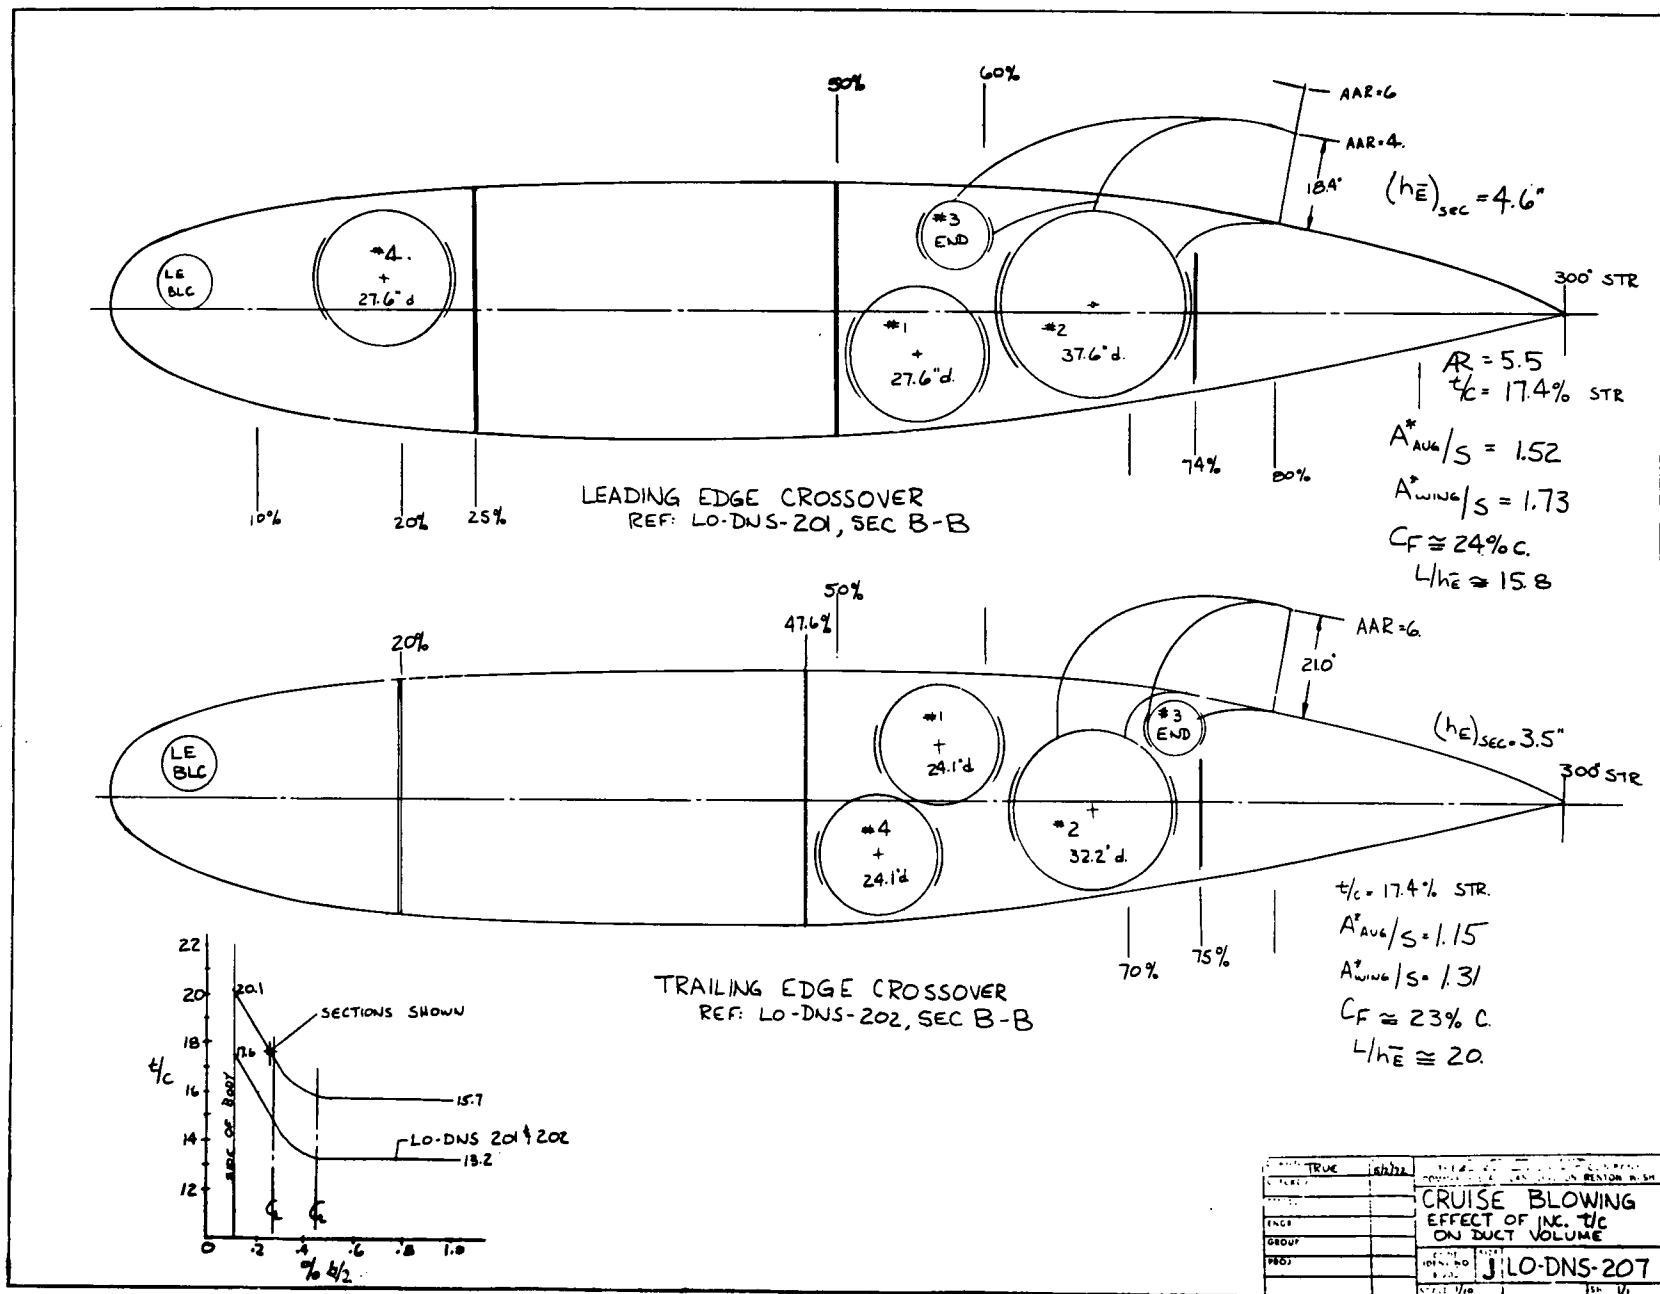 50%
60%
AAR=6
AAR=4.
18.4"
(hĒ)SEC = 4.6"
#3
END
#4.
27.6" d
LE
BLC
#1
27.6" d.
#2
37.6" d.
300" STR
AR = 5.5
t/c = 17.4% STR
A*AUG/S = 1.52
A*WING/S = 1.73
CF ≅ 24% C.
L/hĒ ≅ 15.8
10%
20%
25%
74%
80%
LEADING EDGE CROSSOVER
REF: LO-DNS-201, SEC B-B
20%
47.6%
50%
AAR=6.
21.0"
(hE)SEC = 3.5"
300" STR
LE
BLC
#1
24.1" d
#3
END
#4
24.1" d
#2
32.2" d.
t/c = 17.4% STR.
A*AUG/S = 1.15
A*WING/S = 1.31
CF ≅ 23% C.
L/hĒ ≅ 20.
70%
75%
TRAILING EDGE CROSSOVER
REF: LO-DNS-202, SEC B-B
22
20
18
16
14
12
t/c
20.1
17.6
SECTIONS SHOWN
15.7
LO-DNS 201 & 202
13.2
SIDE OF BODY
℄
℄
0 .2 .4 .6 .8 1.0
% b/2
TRUE
RENTON
CRUISE BLOWING
EFFECT OF INC. t/c
ON DUCT VOLUME
ENGR
GROUP
PROJ
J LO-DNS-207